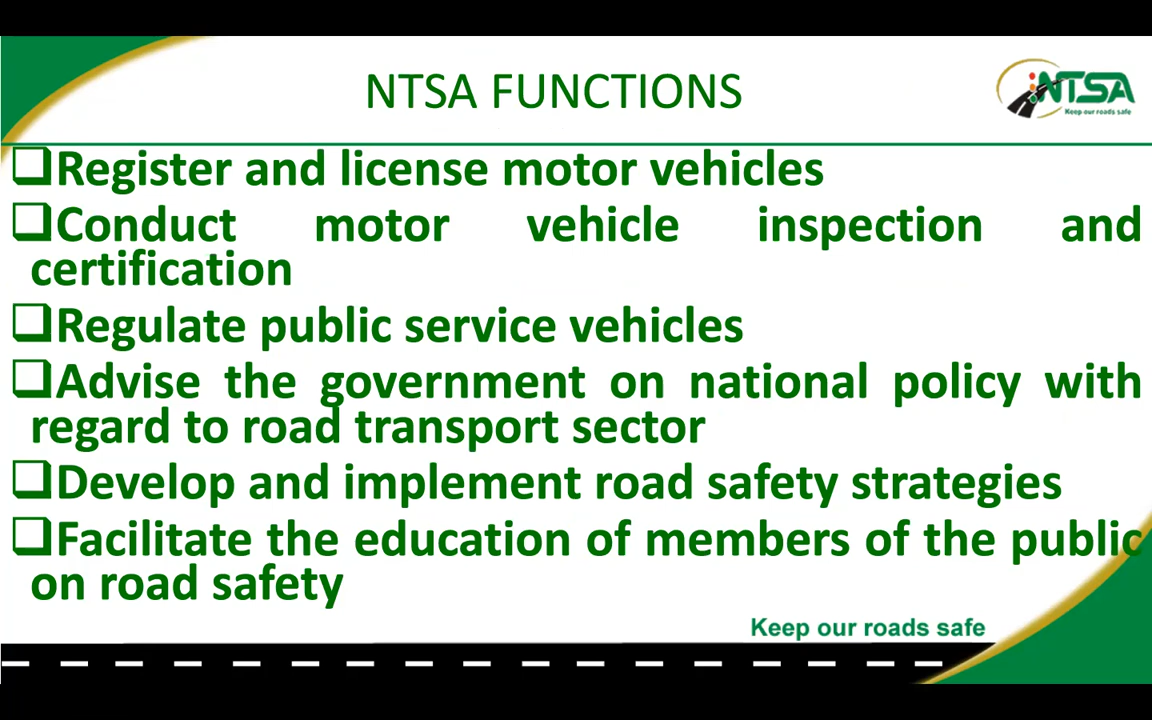 NTSA FUNCTIONS
NTSA
Keep our roads safe
❑Register and license motor vehicles
❑Conduct motor vehicle inspection and
certification
❑Regulate public service vehicles
❑Advise the government on national policy with
regard to road transport sector
❑Develop and implement road safety strategies
❑Facilitate the education of members of the public
on road safety
Keep our roads safe